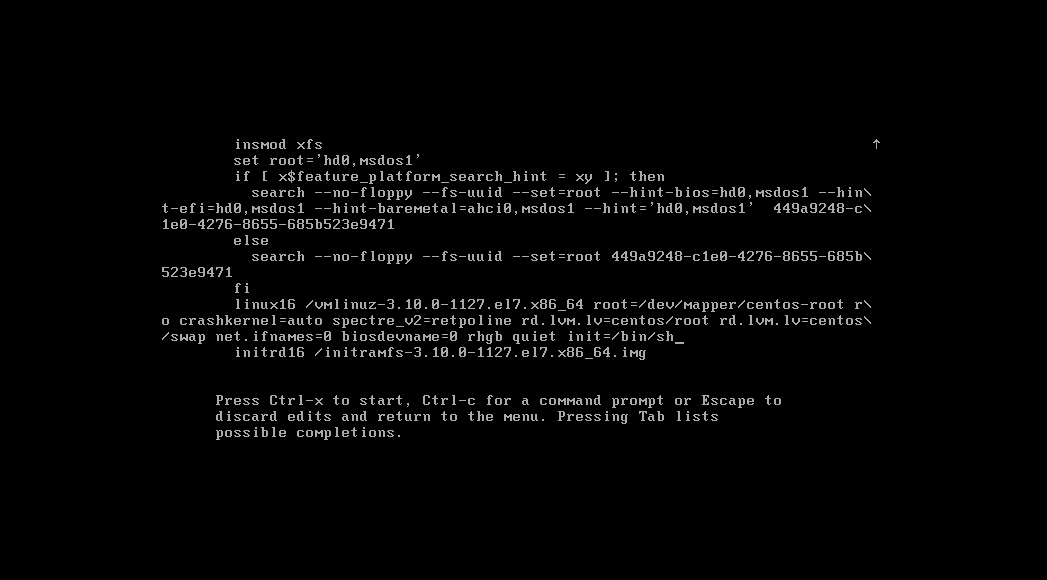 insmod xfs ↑
set root='hd0,msdos1'
if [ x$feature_platform_search_hint = xy ]; then
search --no-floppy --fs-uuid --set=root --hint-bios=hd0,msdos1 --hin\
t-efi=hd0,msdos1 --hint-baremetal=ahci0,msdos1 --hint='hd0,msdos1'  449a9248-c\
1e0-4276-8655-685b523e9471
else
search --no-floppy --fs-uuid --set=root 449a9248-c1e0-4276-8655-685b\
523e9471
fi
linux16 /vmlinuz-3.10.0-1127.el7.x86_64 root=/dev/mapper/centos-root r\
o crashkernel=auto spectre_v2=retpoline rd.lvm.lv=centos/root rd.lvm.lv=centos\
/swap net.ifnames=0 biosdevname=0 rhgb quiet init=/bin/sh_
initrd16 /initramfs-3.10.0-1127.el7.x86_64.img
Press Ctrl-x to start, Ctrl-c for a command prompt or Escape to
discard edits and return to the menu. Pressing Tab lists
possible completions.